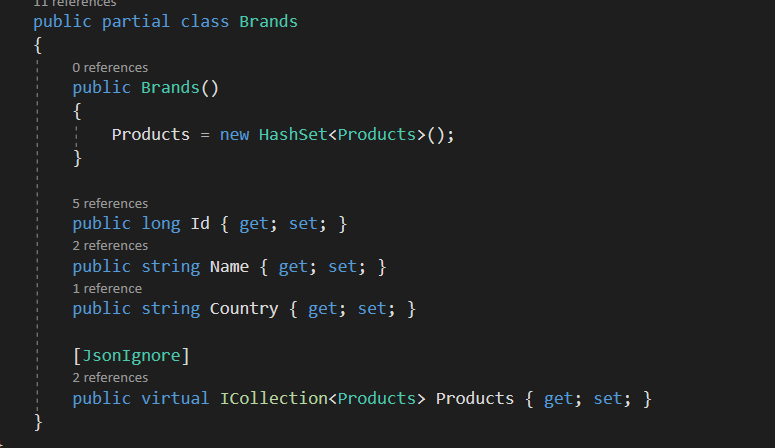 11 references
public partial class Brands
{
0 references
public Brands()
{
Products = new HashSet<Products>();
}
5 references
public long Id { get; set; }
2 references
public string Name { get; set; }
1 reference
public string Country { get; set; }
[JsonIgnore]
2 references
public virtual ICollection<Products> Products { get; set; }
}